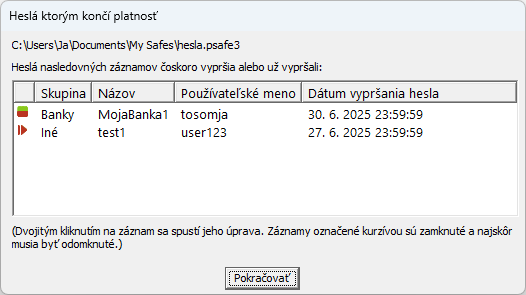 Heslá ktorým končí platnosť
C:\Users\Ja\Documents\My Safes\hesla.psafe3
Heslá nasledovných záznamov čoskoro vypršia alebo už vypršali:
Skupina Názov Používateľské meno Dátum vypršania hesla
Banky MojaBanka1 tosomja 30. 6. 2025 23:59:59
Iné test1 user123 27. 6. 2025 23:59:59
(Dvojitým kliknutím na záznam sa spustí jeho úprava. Záznamy označené kurzívou sú zamknuté a najskôr
musia byť odomknuté.)
Pokračovať